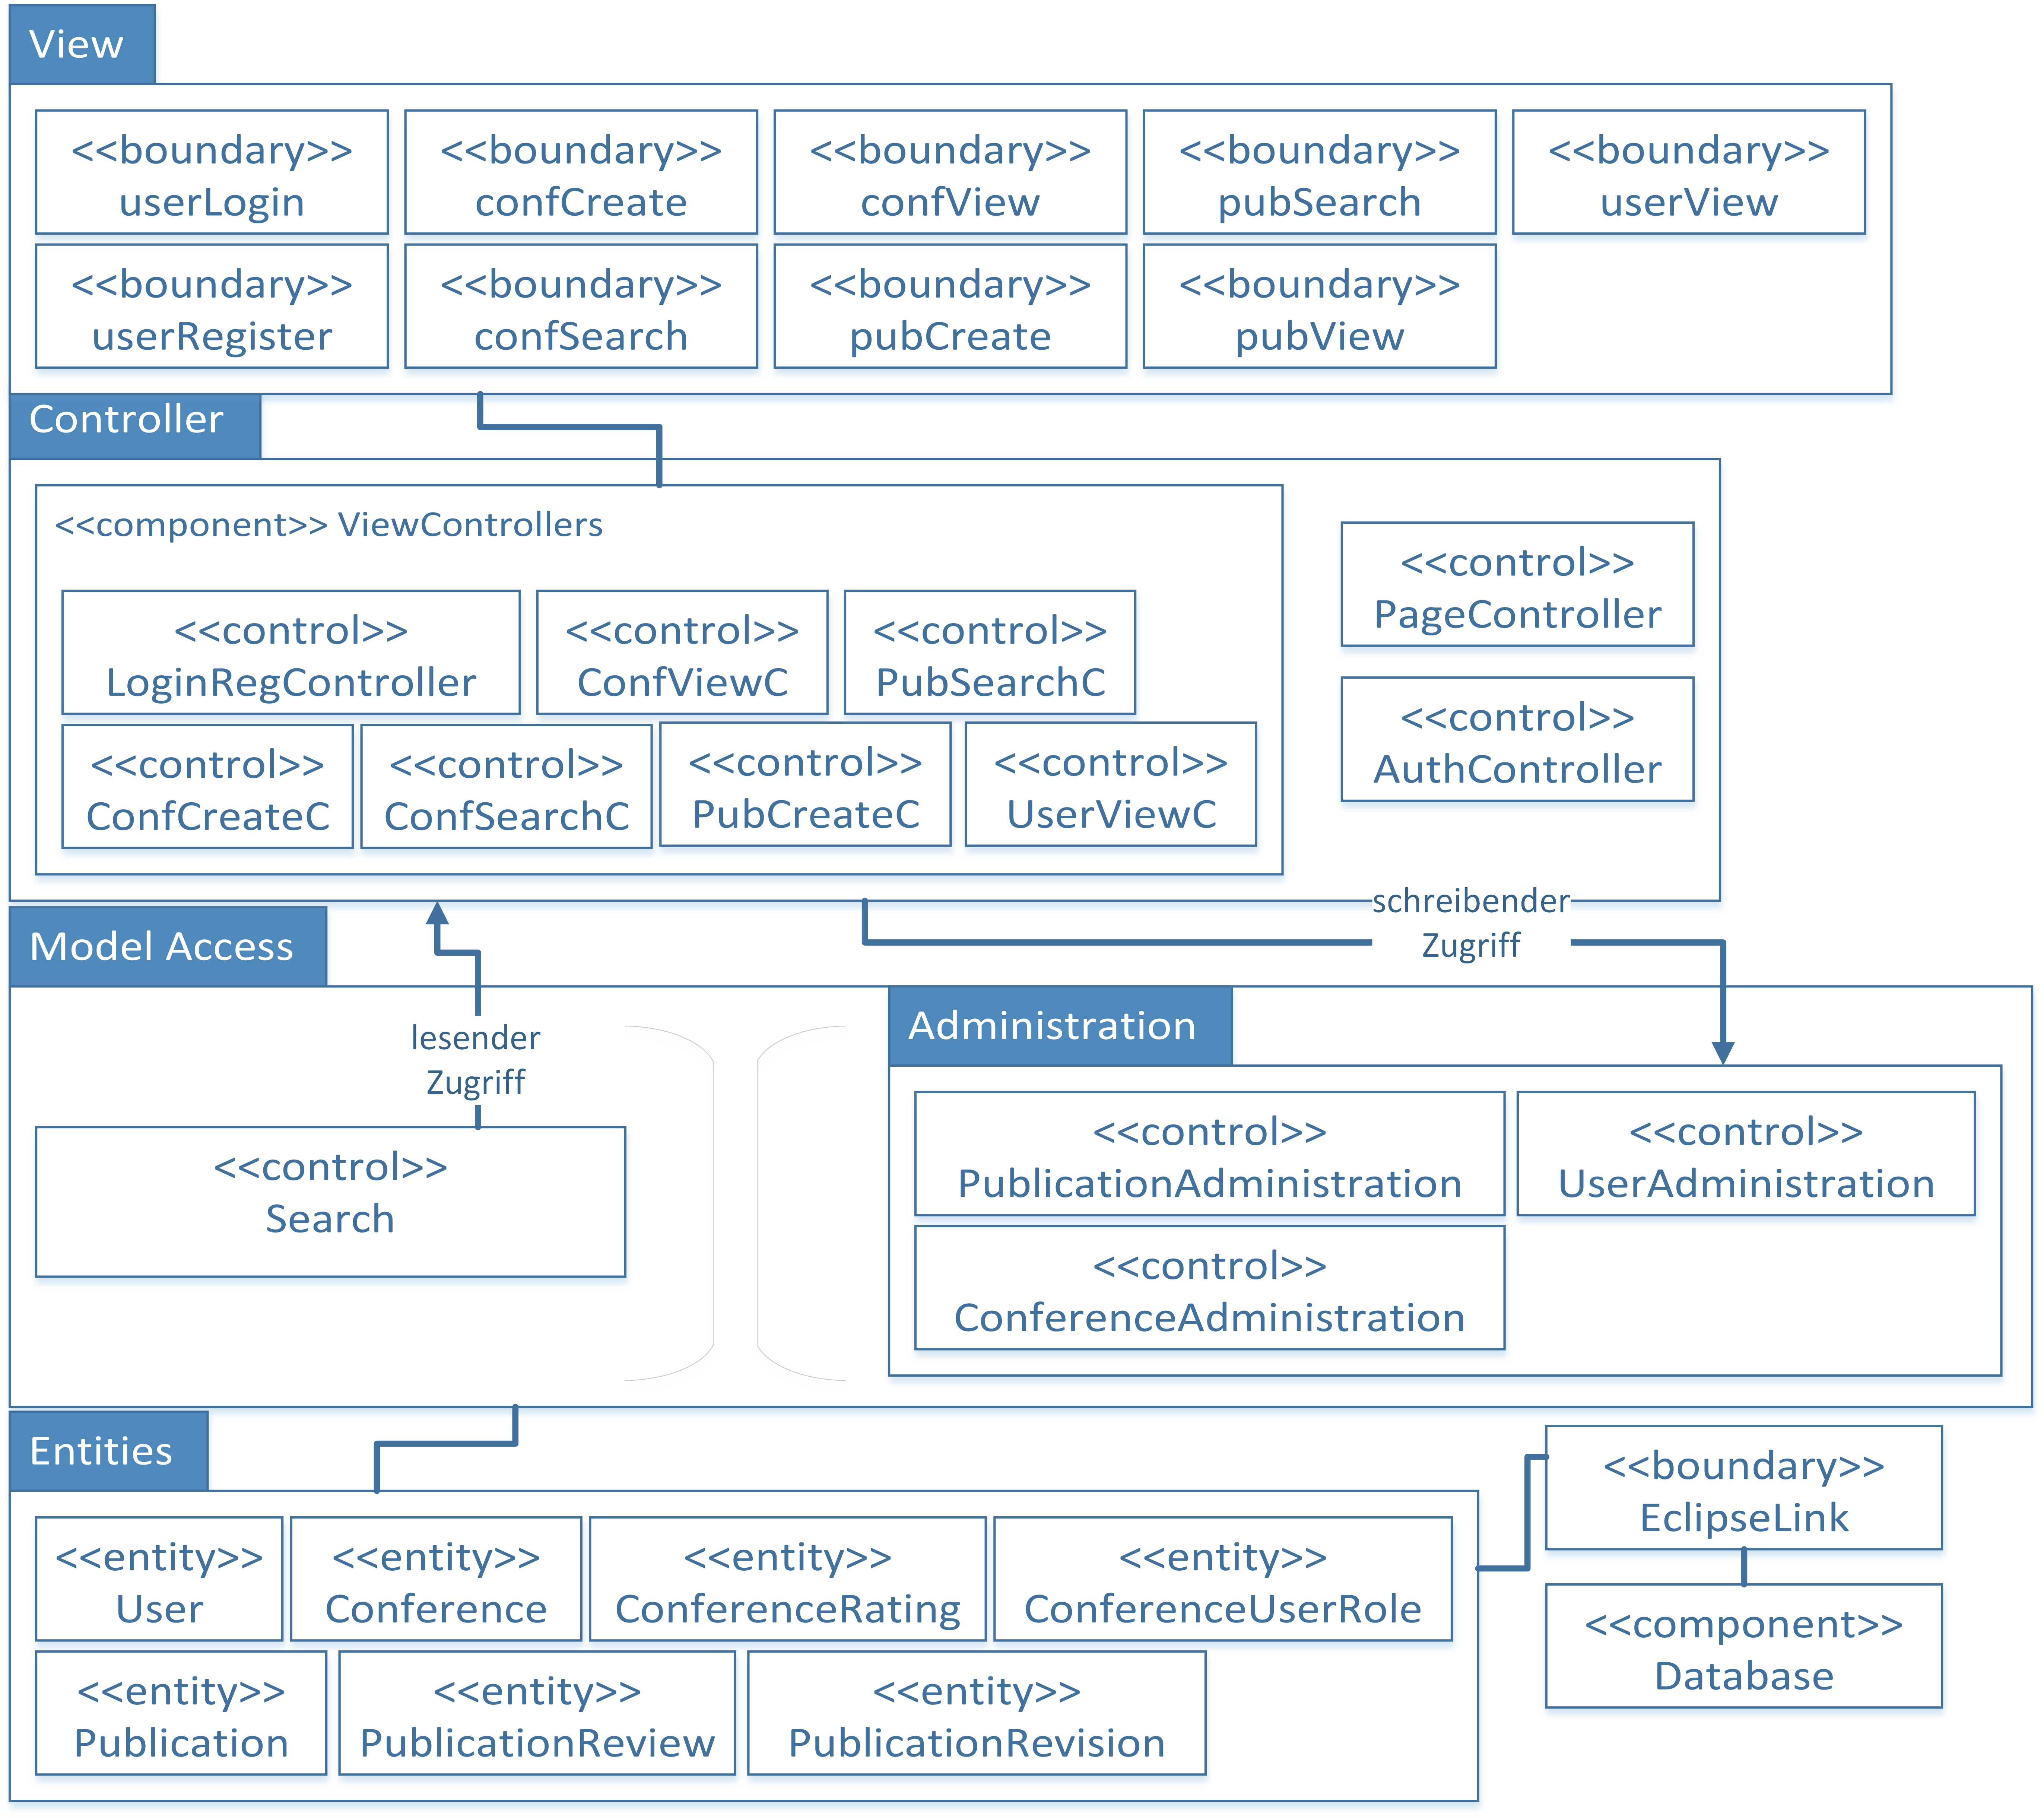 View
<<boundary>>
userLogin
<<boundary>>
confCreate
<<boundary>>
confView
<<boundary>>
pubSearch
<<boundary>>
userView
<<boundary>>
userRegister
<<boundary>>
confSearch
<<boundary>>
pubCreate
<<boundary>>
pubView
Controller
<<component>> ViewControllers
<<control>>
LoginRegController
<<control>>
ConfViewC
<<control>>
PubSearchC
<<control>>
ConfCreateC
<<control>>
ConfSearchC
<<control>>
PubCreateC
<<control>>
UserViewC
<<control>>
PageController
<<control>>
AuthController
schreibender
Zugriff
Model Access
lesender
Zugriff
<<control>>
Search
Administration
<<control>>
PublicationAdministration
<<control>>
UserAdministration
<<control>>
ConferenceAdministration
Entities
<<entity>>
User
<<entity>>
Conference
<<entity>>
ConferenceRating
<<entity>>
ConferenceUserRole
<<entity>>
Publication
<<entity>>
PublicationReview
<<entity>>
PublicationRevision
<<boundary>>
EclipseLink
<<component>>
Database